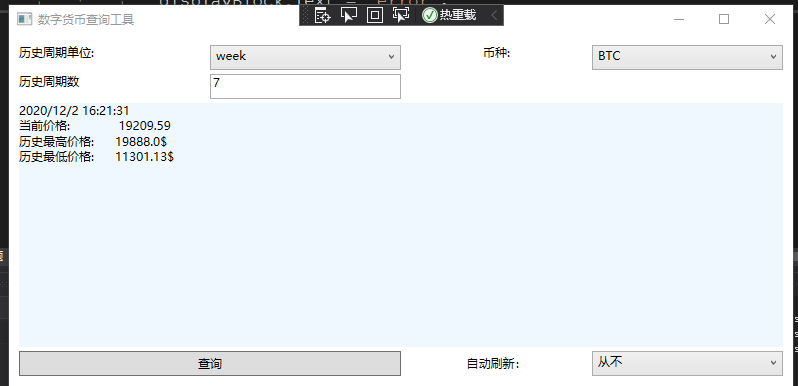 displayBlock.Text = "error";
数字货币查询工具
热重载
历史周期单位:
week
币种:
BTC
历史周期数
7
2020/12/2 16:21:31
当前价格: 19209.59
历史最高价格: 19888.0$
历史最低价格: 11301.13$
查询
自动刷新:
从不